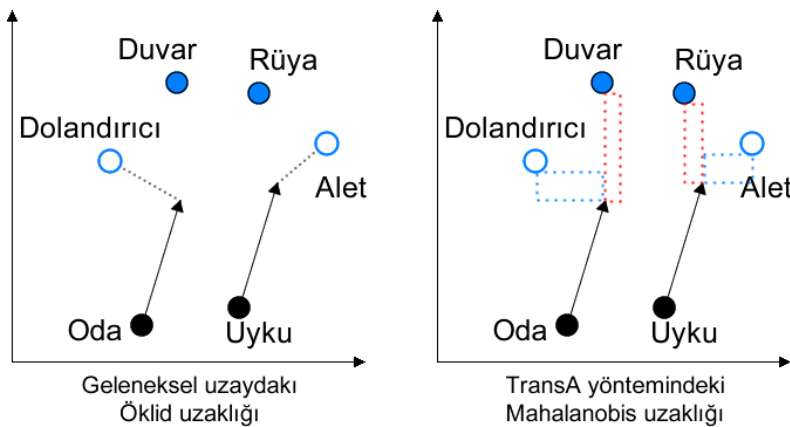 Duvar
Rüya
Dolandırıcı
Alet
Oda
Uyku
Geleneksel uzaydakı
Öklid uzaklığı
Duvar
Rüya
Dolandırıcı
Alet
Oda
Uyku
TransA yöntemindeki
Mahalanobis uzaklığı